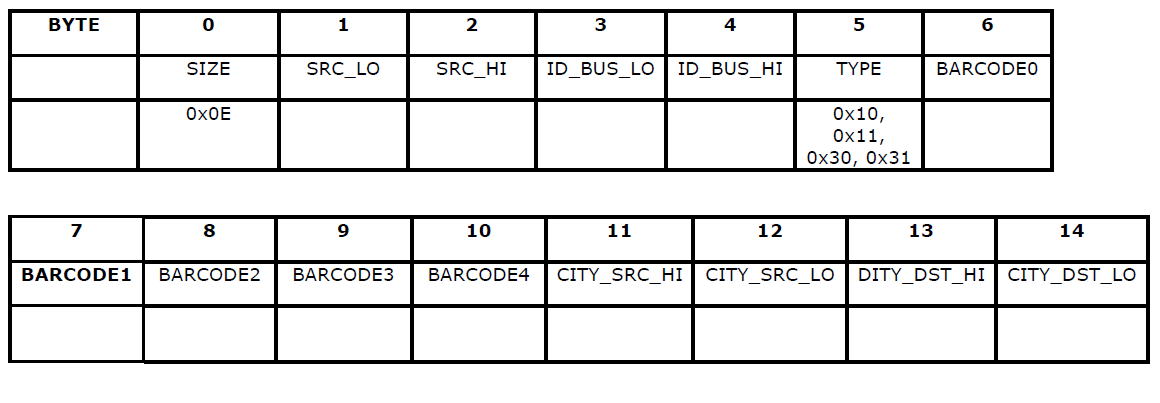 BYTE 0 1 2 3 4 5 6
SIZE SRC_LO SRC_HI ID_BUS_LO ID_BUS_HI TYPE BARCODE0
0x0E 0x10,
0x11,
0x30, 0x31
7 8 9 10 11 12 13 14
BARCODE1 BARCODE2 BARCODE3 BARCODE4 CITY_SRC_HI CITY_SRC_LO DITY_DST_HI CITY_DST_LO